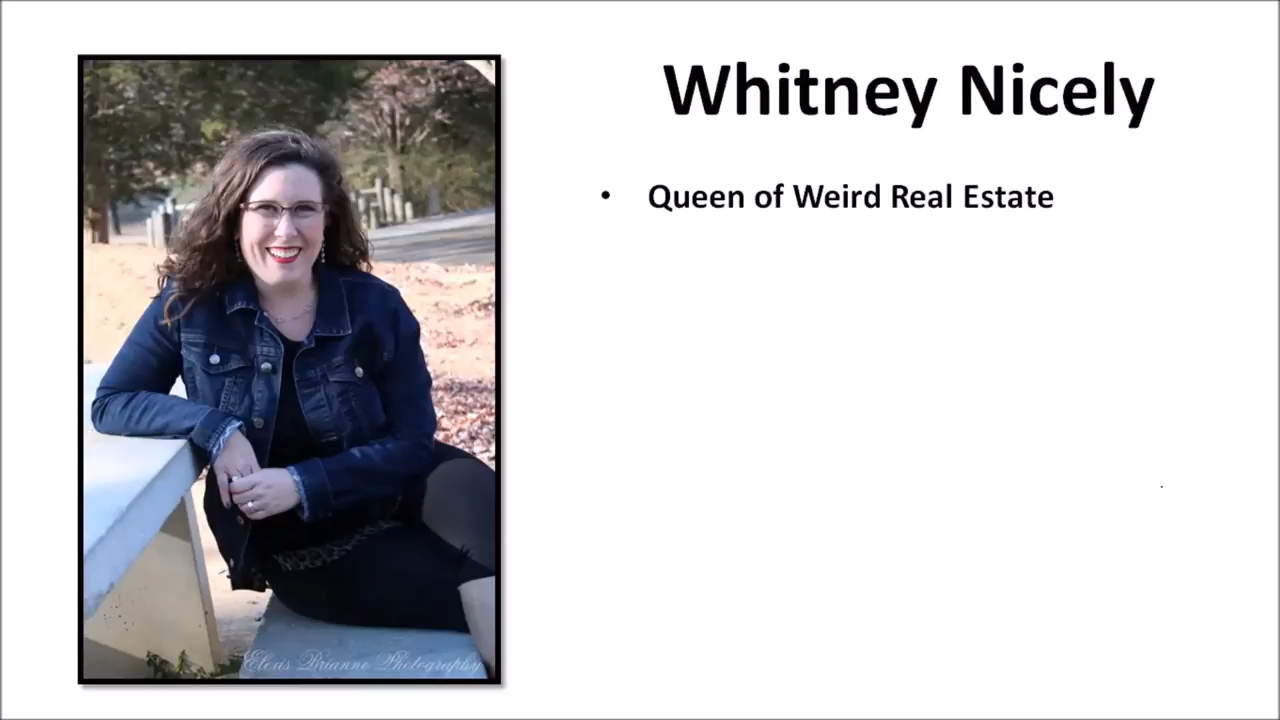 Whitney Nicely
• Queen of Weird Real Estate
Elexis Brianne Photography